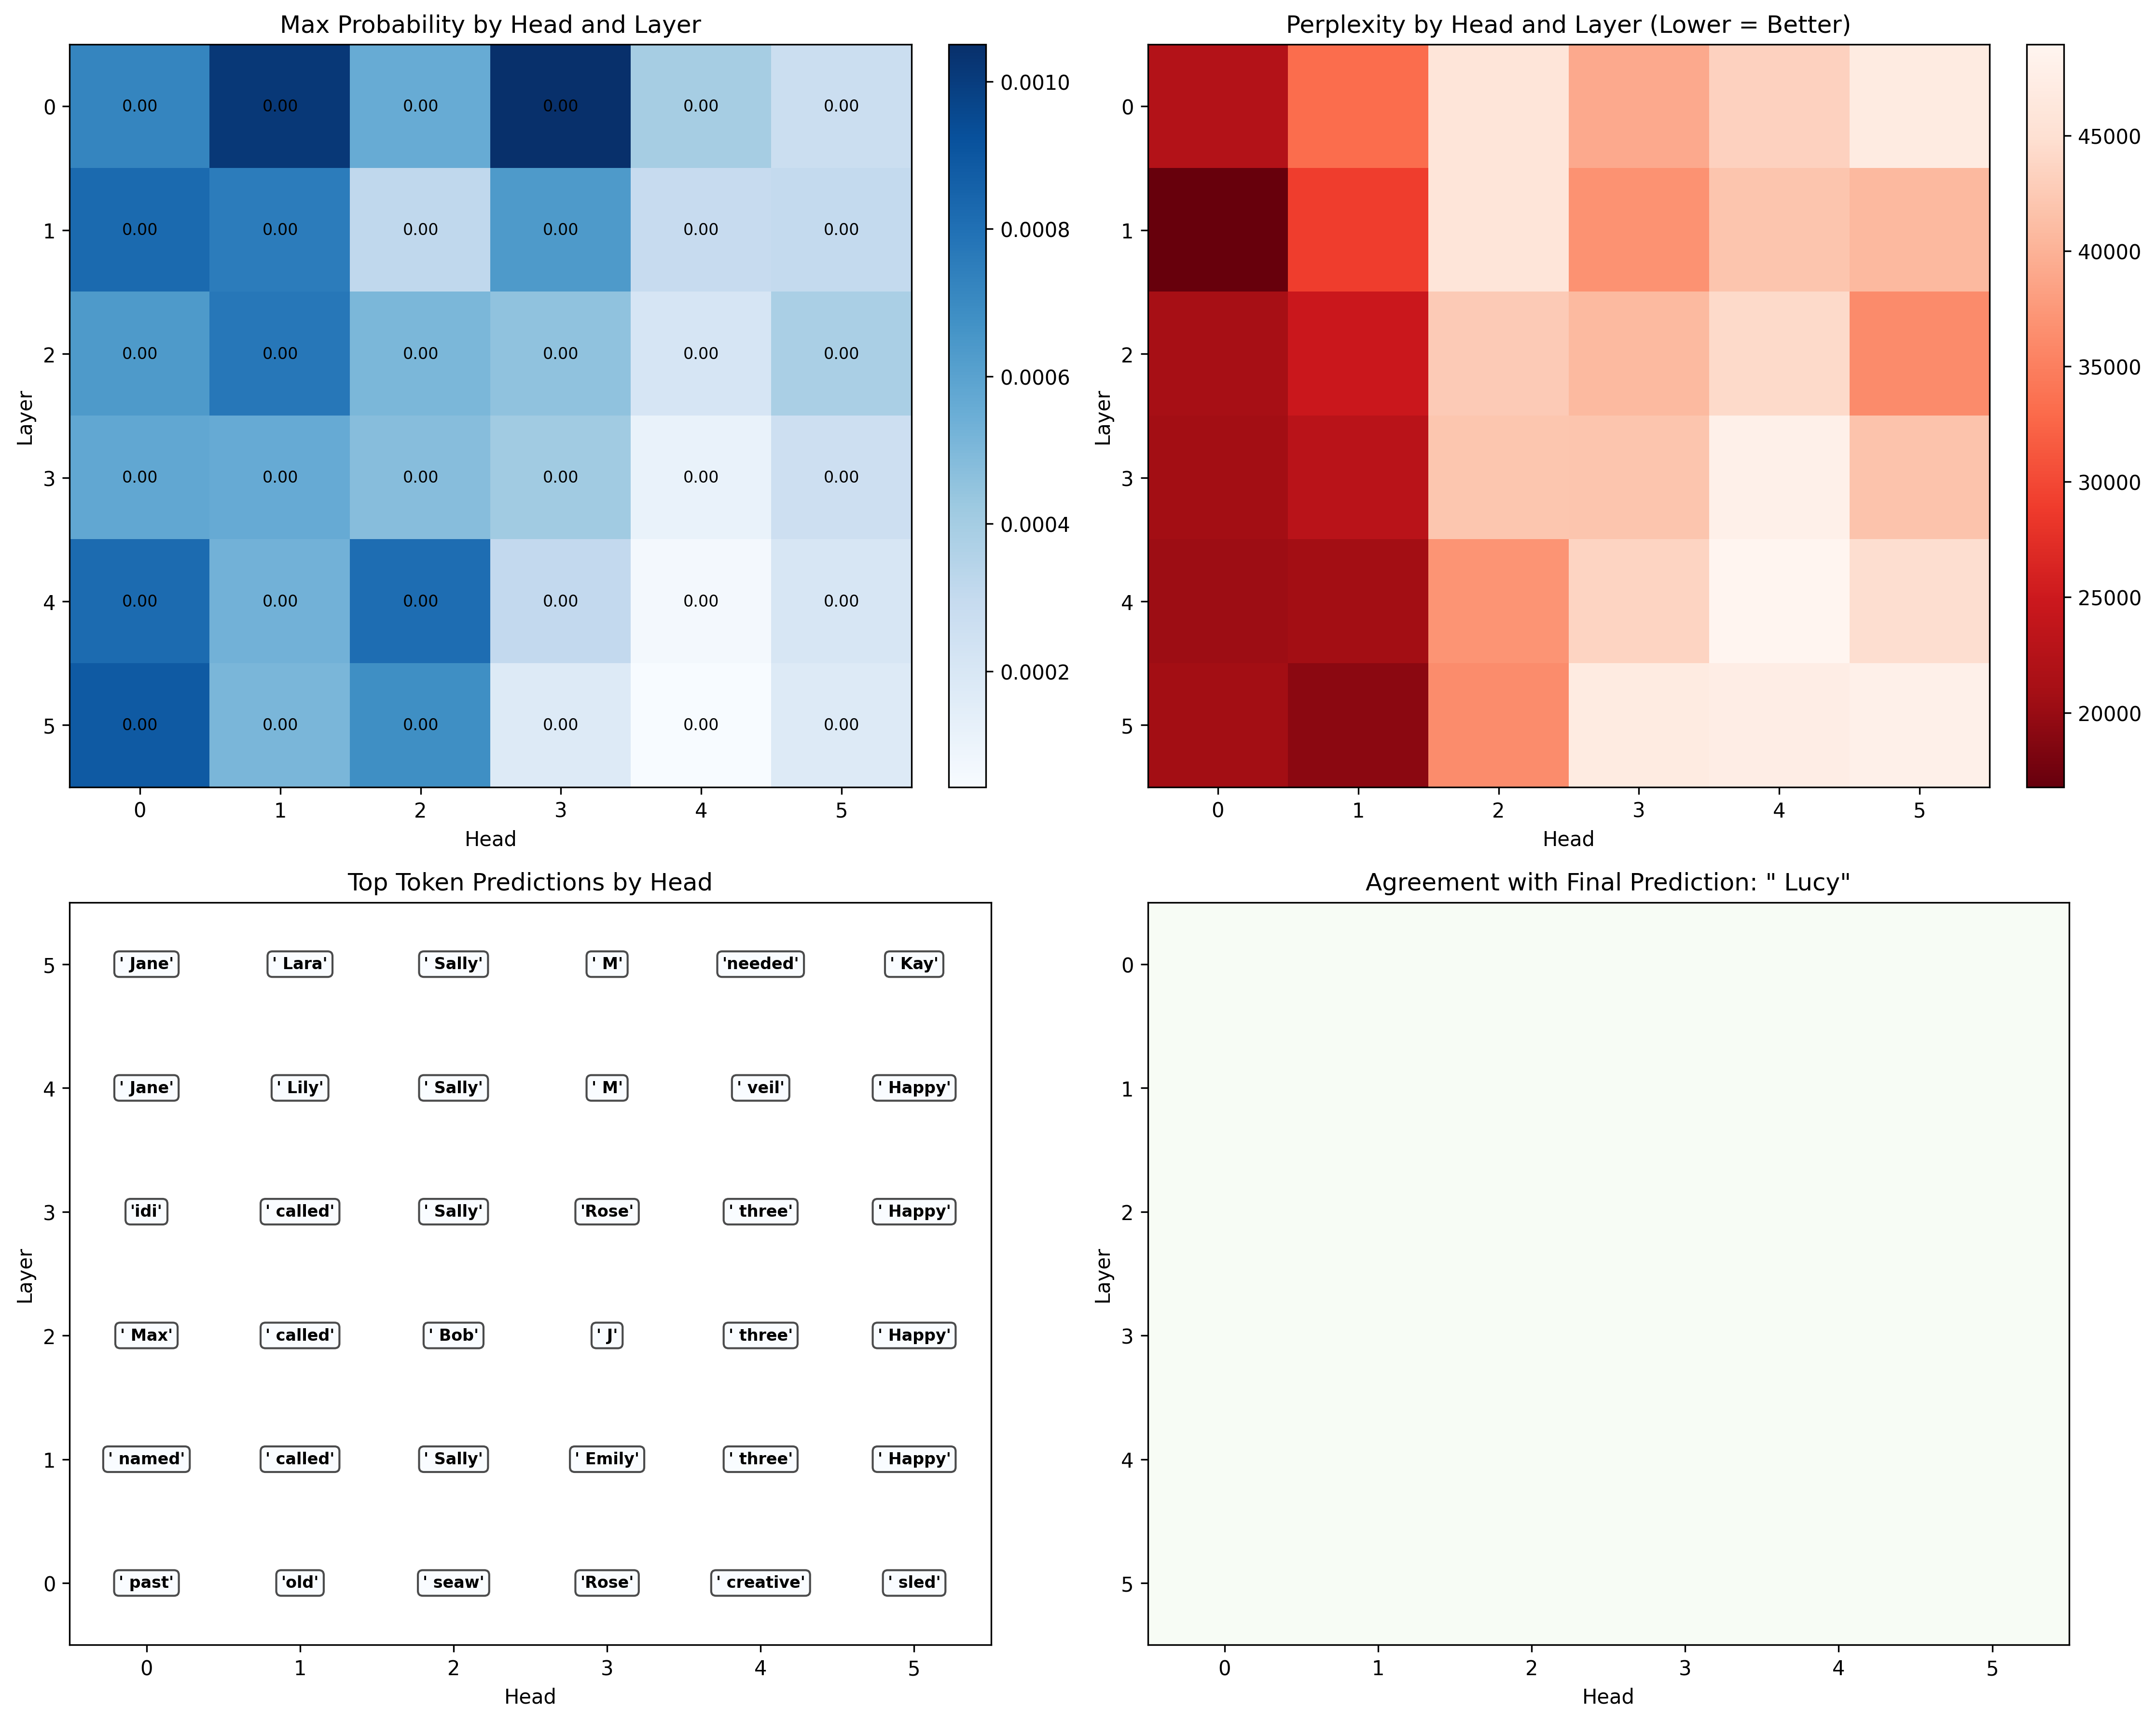 Max Probability by Head and Layer
0 0.00 0.00 0.00 0.00 0.00 0.00
1 0.00 0.00 0.00 0.00 0.00 0.00
2 0.00 0.00 0.00 0.00 0.00 0.00
3 0.00 0.00 0.00 0.00 0.00 0.00
4 0.00 0.00 0.00 0.00 0.00 0.00
5 0.00 0.00 0.00 0.00 0.00 0.00
0 1 2 3 4 5
Layer
Head
0.0010
0.0008
0.0006
0.0004
0.0002
Perplexity by Head and Layer (Lower = Better)
0
1
2
3
4
5
0 1 2 3 4 5
Layer
Head
45000
40000
35000
30000
25000
20000
Top Token Predictions by Head
5 ' Jane' ' Lara' ' Sally' ' M' 'needed' ' Kay'
4 ' Jane' ' Lily' ' Sally' ' M' ' veil' ' Happy'
3 'idi' ' called' ' Sally' 'Rose' ' three' ' Happy'
2 ' Max' ' called' ' Bob' ' J' ' three' ' Happy'
1 ' named' ' called' ' Sally' ' Emily' ' three' ' Happy'
0 ' past' 'old' ' seaw' 'Rose' ' creative' ' sled'
0 1 2 3 4 5
Layer
Head
Agreement with Final Prediction: " Lucy"
0
1
2
3
4
5
0 1 2 3 4 5
Layer
Head